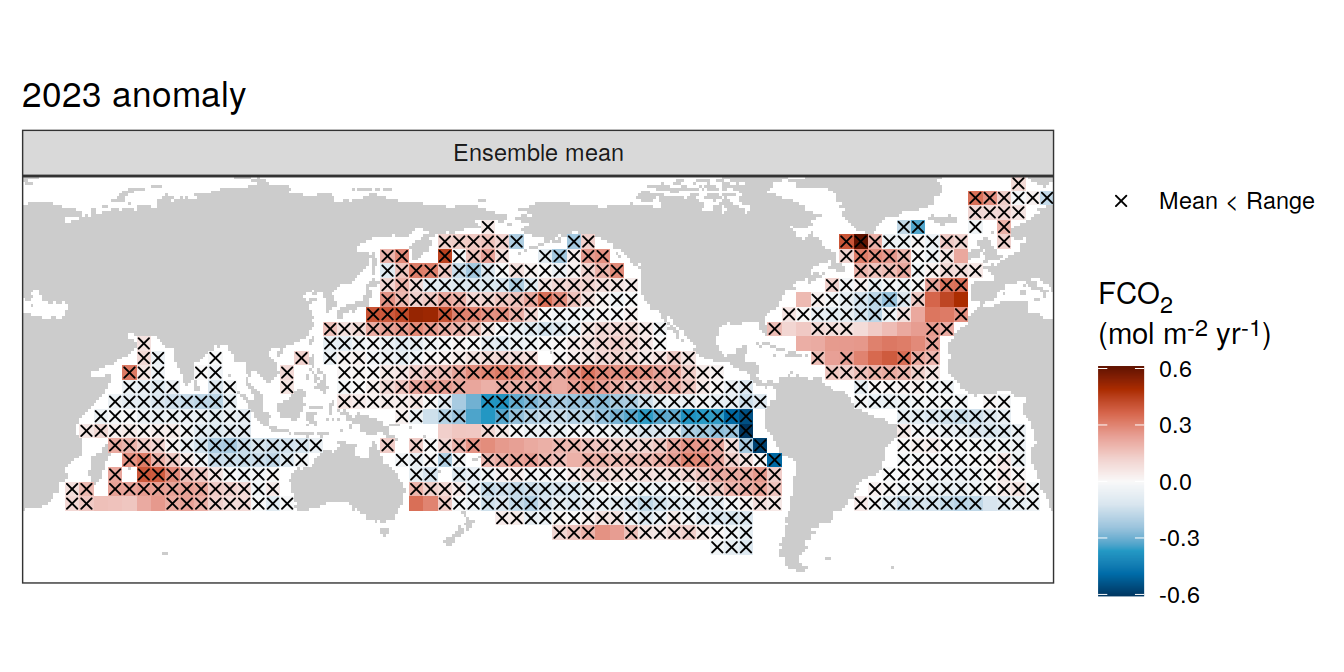 2023 anomaly
Ensemble mean
Mean < Range
FCO₂
(mol m⁻² yr⁻¹)
0.6
0.3
0.0
-0.3
-0.6